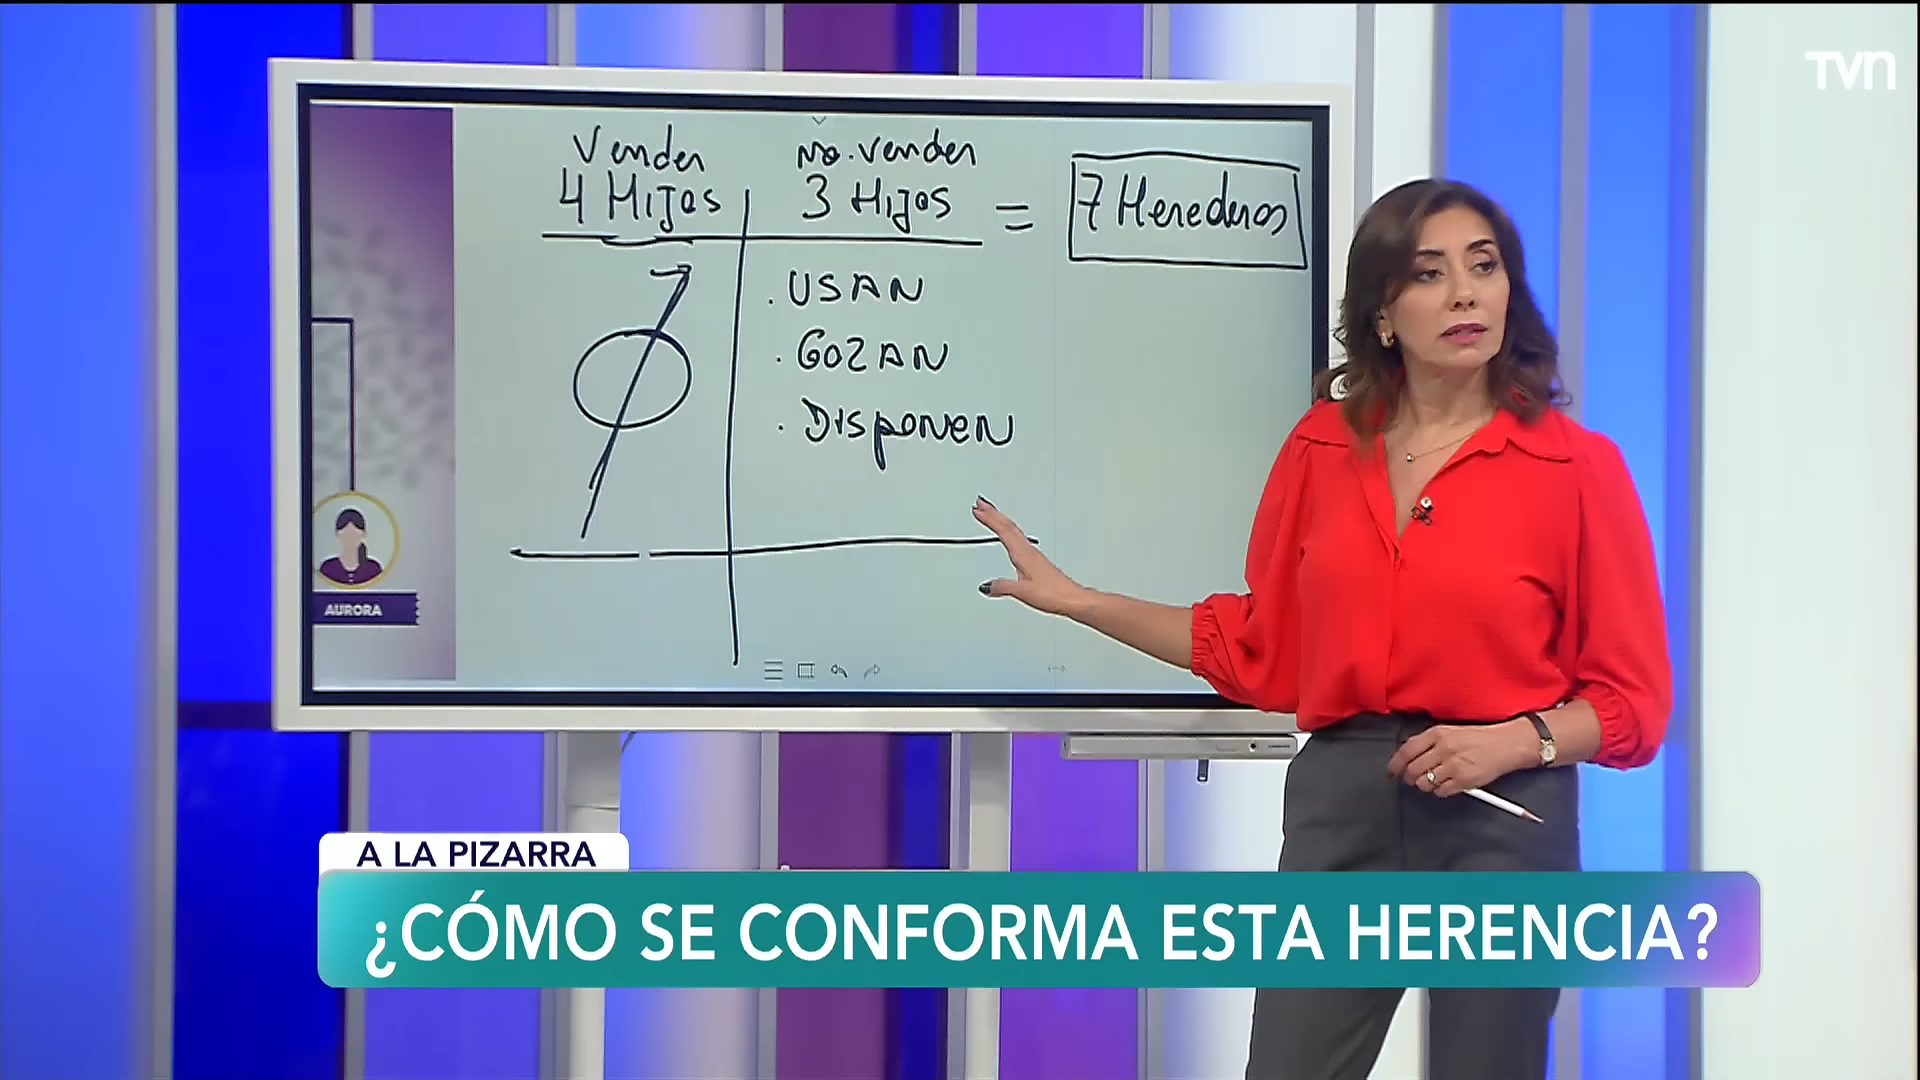 TVN
Vender
No.vender
4 Hijos
3 Hijos
=
7 Herederos
. USAN
. GOZAN
. DISPONEN
AURORA
A LA PIZARRA
¿CÓMO SE CONFORMA ESTA HERENCIA?